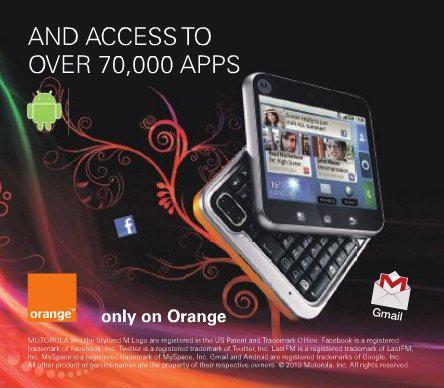 AND ACCESS TO
OVER 70,000 APPS
Gmail
orange™
only on Orange
MOTOROLA and the Stylized M Logo are registered in the US Patent and Trademark Office. Facebook is a registered
trademark of Facebook, Inc. Twitter is a registered trademark of Twitter, Inc. LastFM is a registered trademark of LastFM,
Inc. MySpace is a registered trademark of MySpace, Inc. Gmail and Android are registered trademarks of Google, Inc.
All other product or service names are the property of their respective owners. © 2010 Motorola, Inc. All rights reserved.